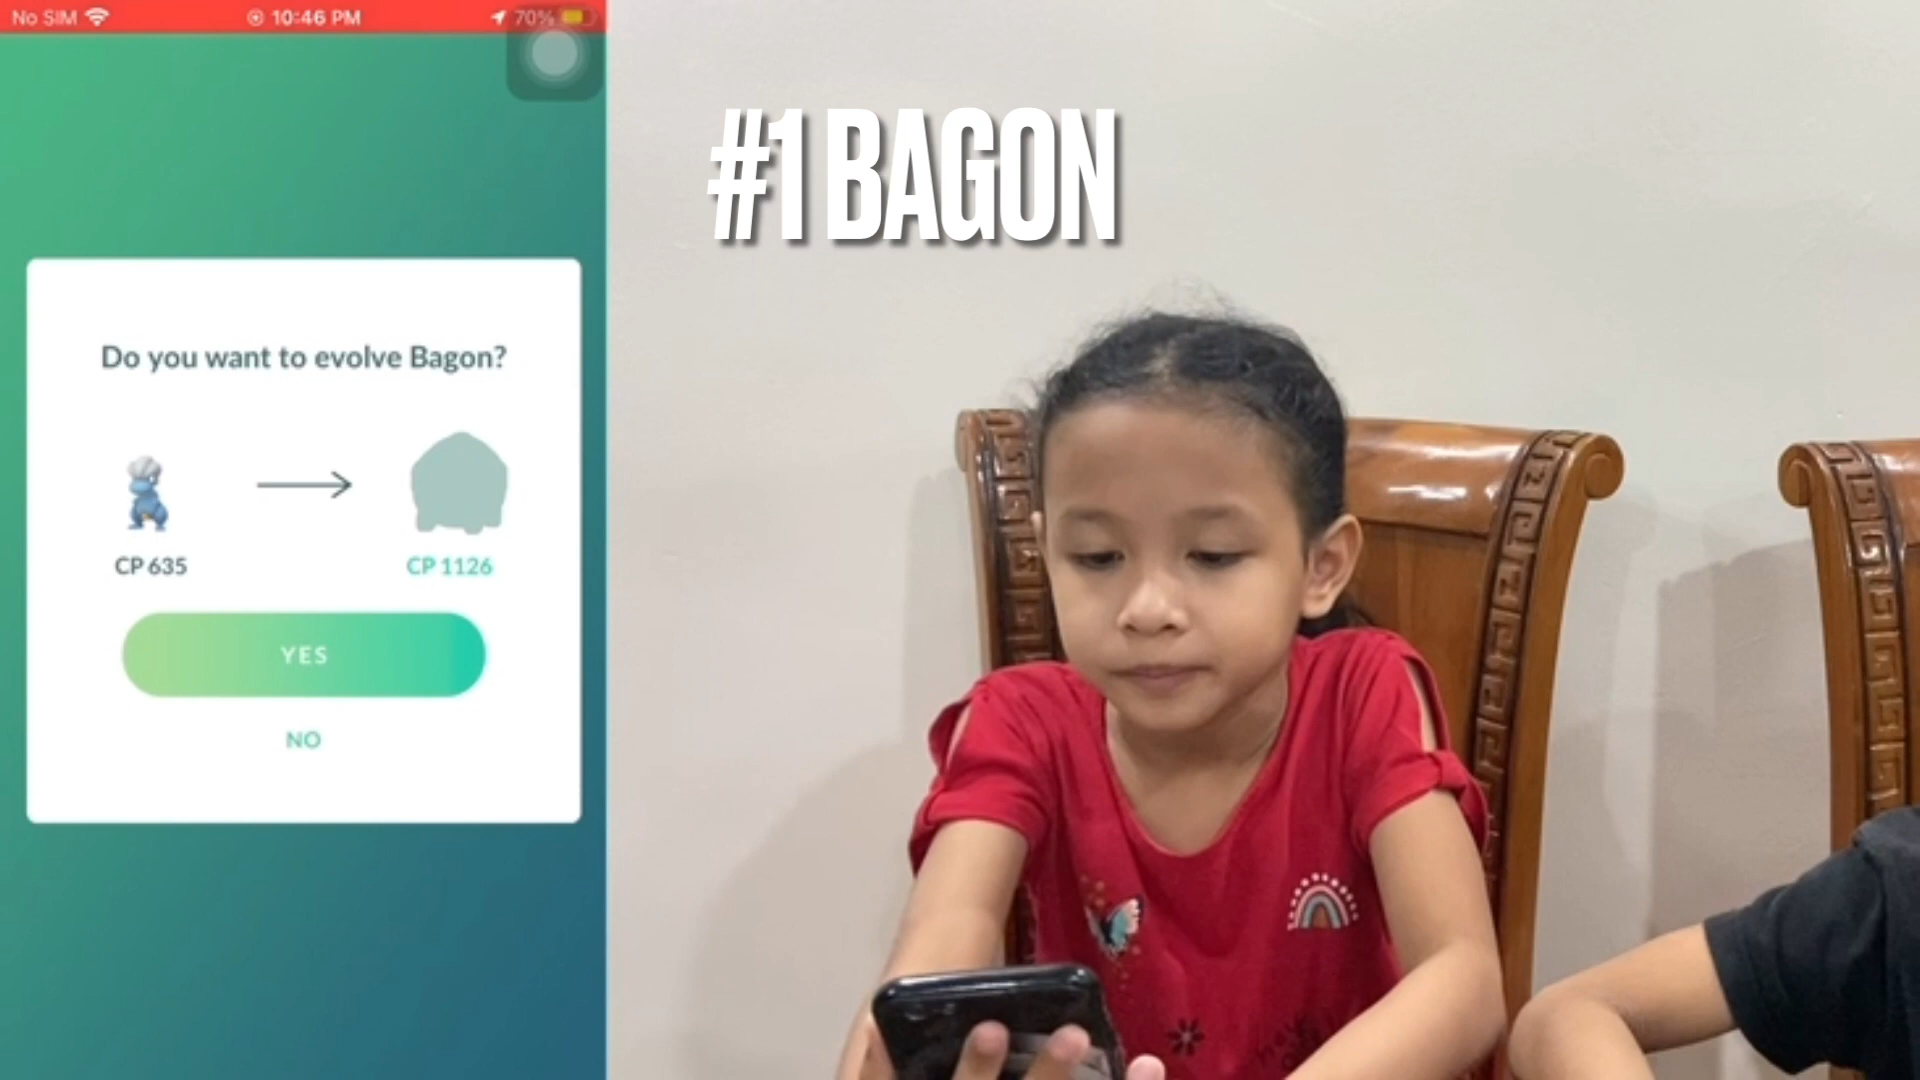 No SIM 10:46 PM 70%
#1 BAGON
Do you want to evolve Bagon?
CP 635 CP 1126
YES
NO